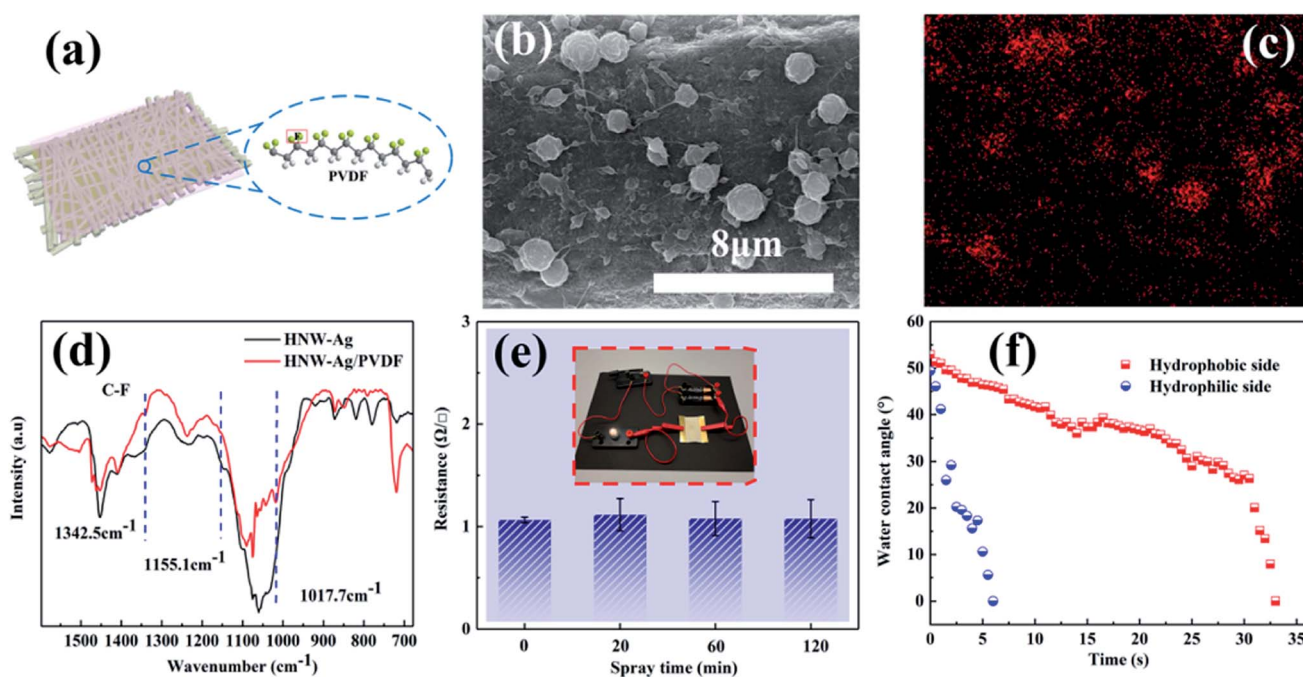 (a)
F
PVDF
(b)
8μm
(c)
(d)
HNW-Ag
HNW-Ag/PVDF
C-F
1342.5cm-1
1155.1cm-1
1017.7cm-1
Intensity (a.u)
1500 1400 1300 1200 1100 1000 900 800 700
Wavenumber (cm-1)
(e)
3
2
1
0
Resistance (Ω/□)
0 20 60 120
Spray time (min)
(f)
Hydrophobic side
Hydrophilic side
60
50
40
30
20
10
0
Water contact angle (°)
0 5 10 15 20 25 30 35
Time (s)